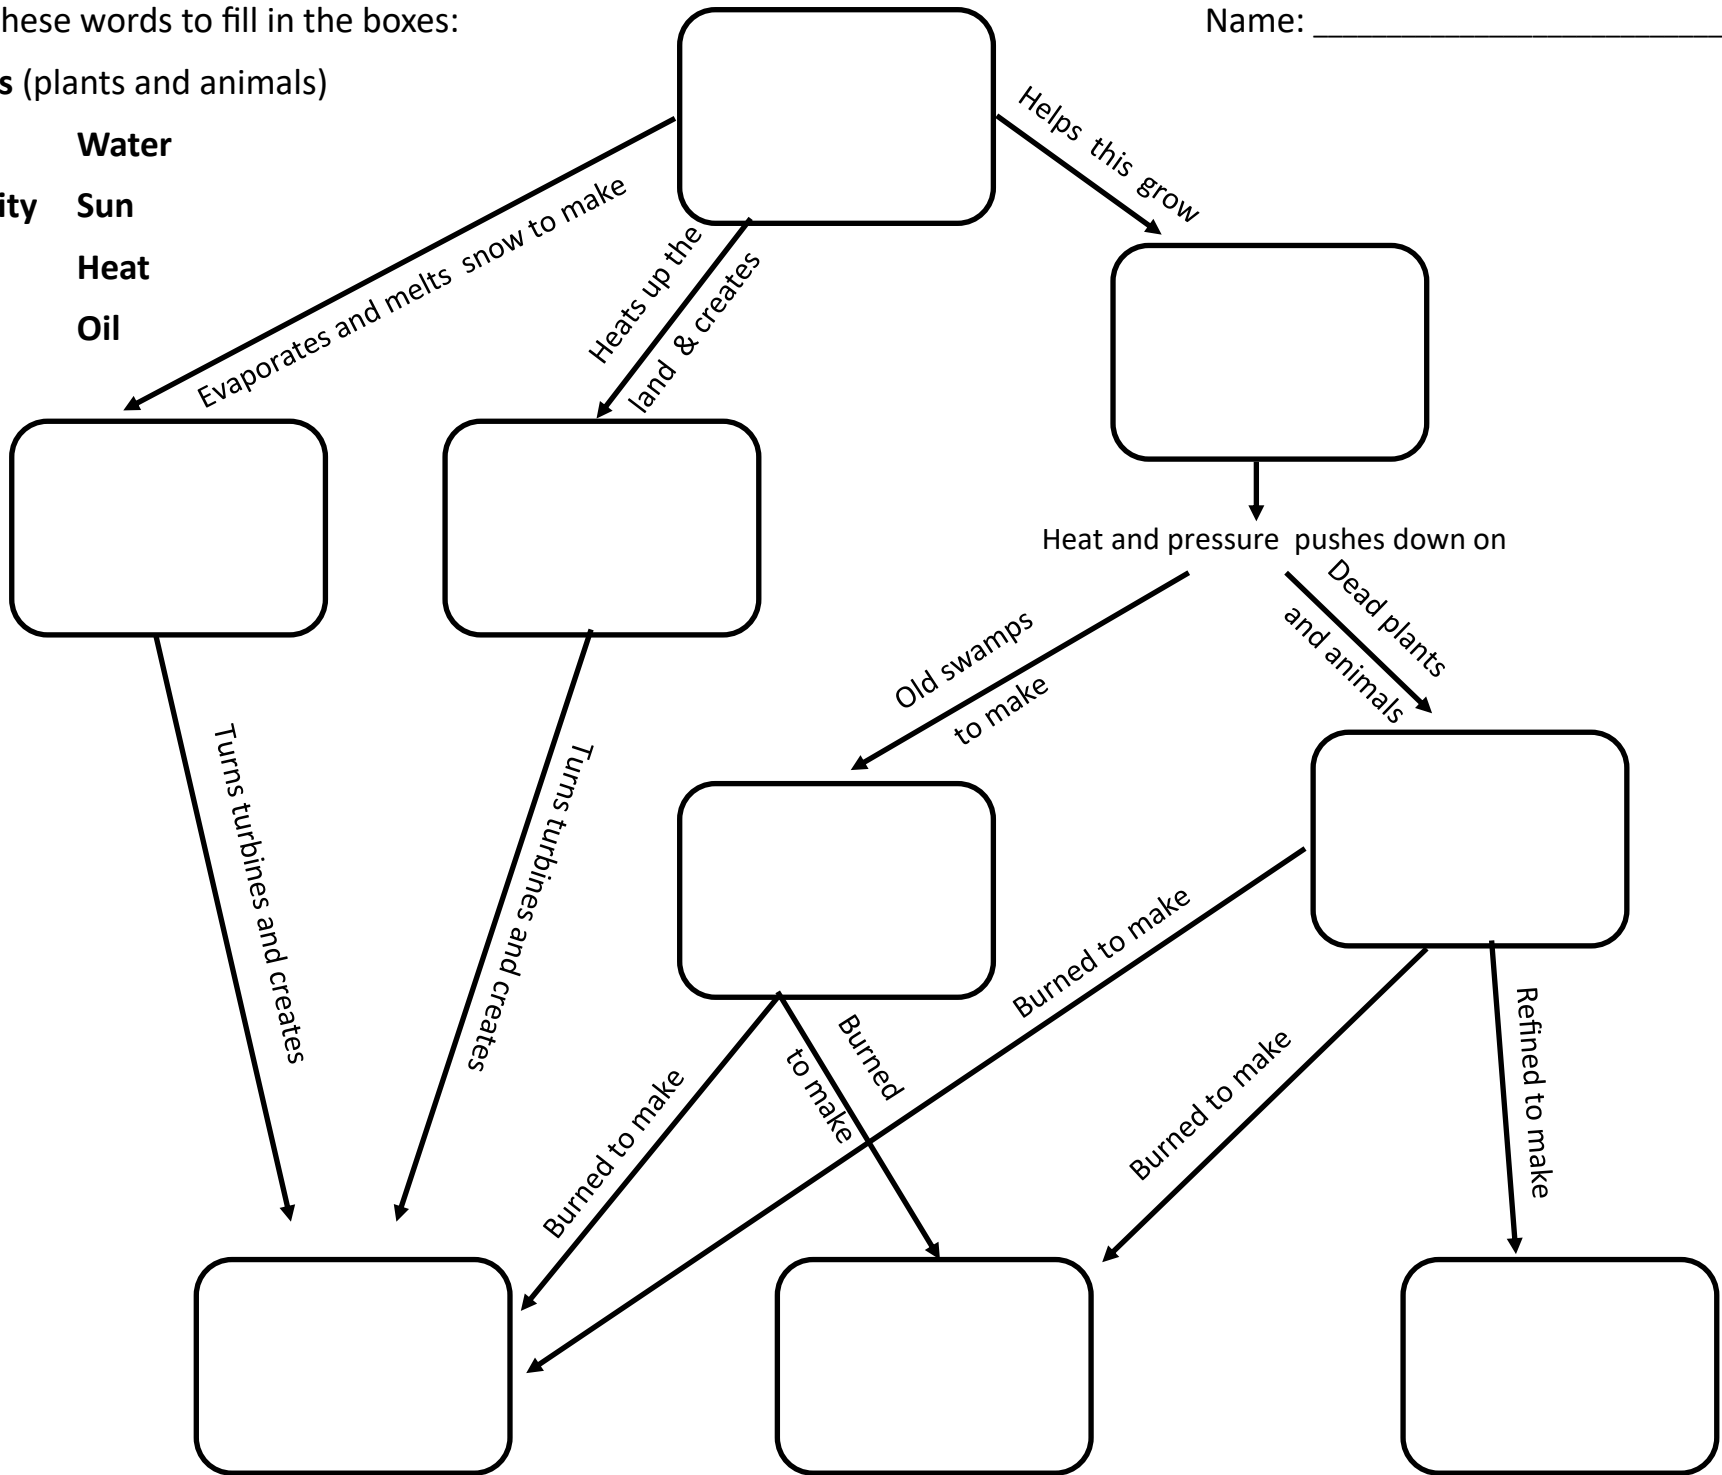 hese words to fill in the boxes:
Name: ___________________________
s (plants and animals)
Water
ity Sun
Heat
Oil
Helps this grow
Evaporates and melts snow to make
Heats up the
land & creates
Heat and pressure pushes down on
Old swamps
to make
Dead plants
and animals
Turns turbines and creates
Turns turbines and creates
Burned to make
Burned
to make
Burned to make
Burned to make
Refined to make